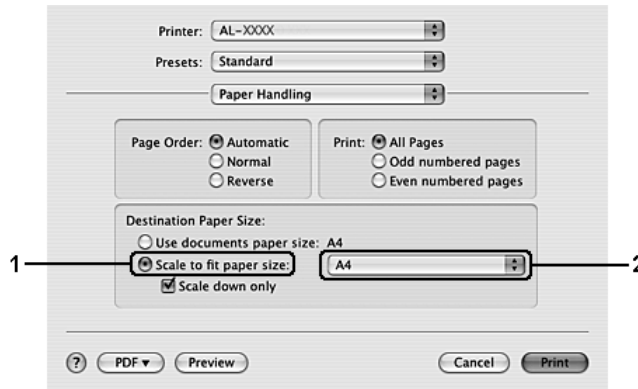 Printer: AL-XXXX
Presets: Standard
Paper Handling
Page Order: Automatic Print: All Pages
Normal Odd numbered pages
Reverse Even numbered pages
Destination Paper Size:
Use documents paper size: A4
1 Scale to fit paper size: A4 2
Scale down only
? PDF ▼ Preview Cancel Print